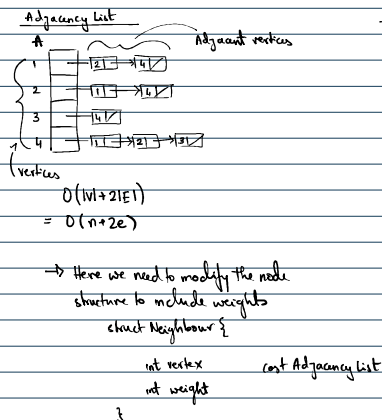 Adjacency List
A
Adjacent vertices
1 2 4
2 1 4
3 4
4 1 2 3
vertices
O(|V|+2|E|)
= O(n+2e)
→ Here we need to modify the node
structure to include weights
struct Neighbour {
int vertex cost Adjacency List
int weight
}